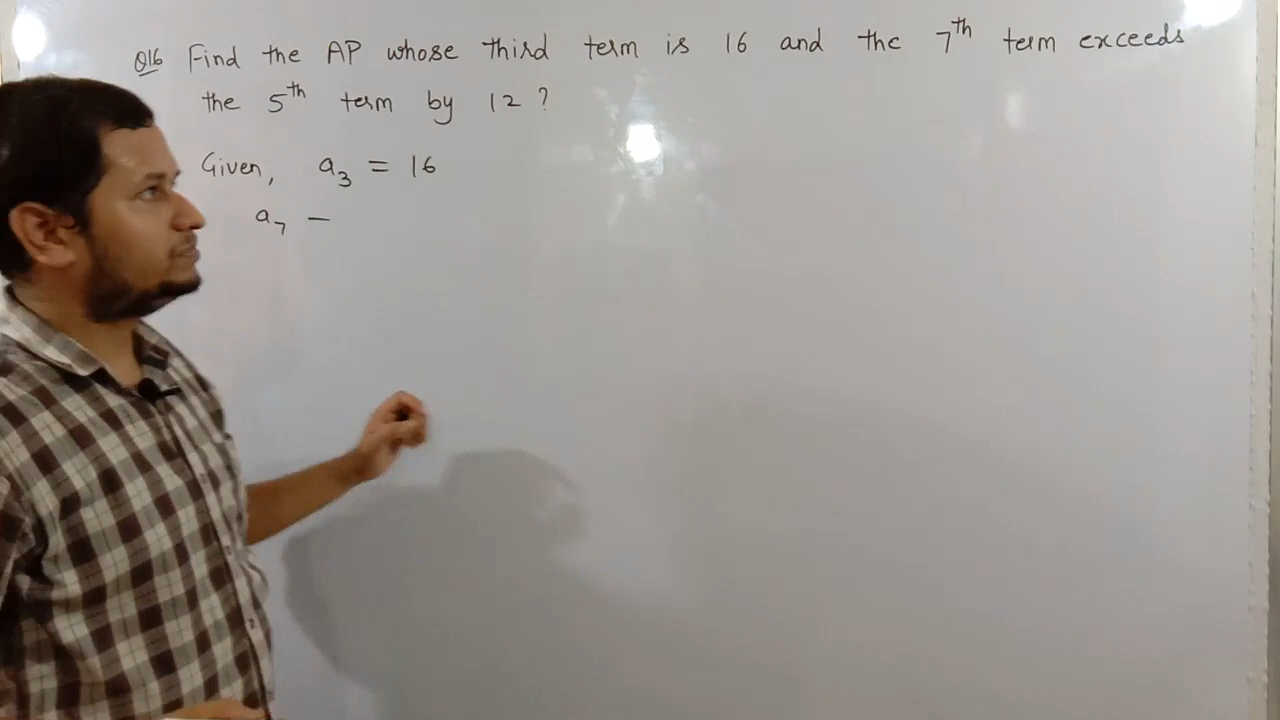 Q16 Find the AP whose third term is 16 and the 7th term exceeds
the 5th term by 12 ?
Given, a₃ = 16
a₇ –